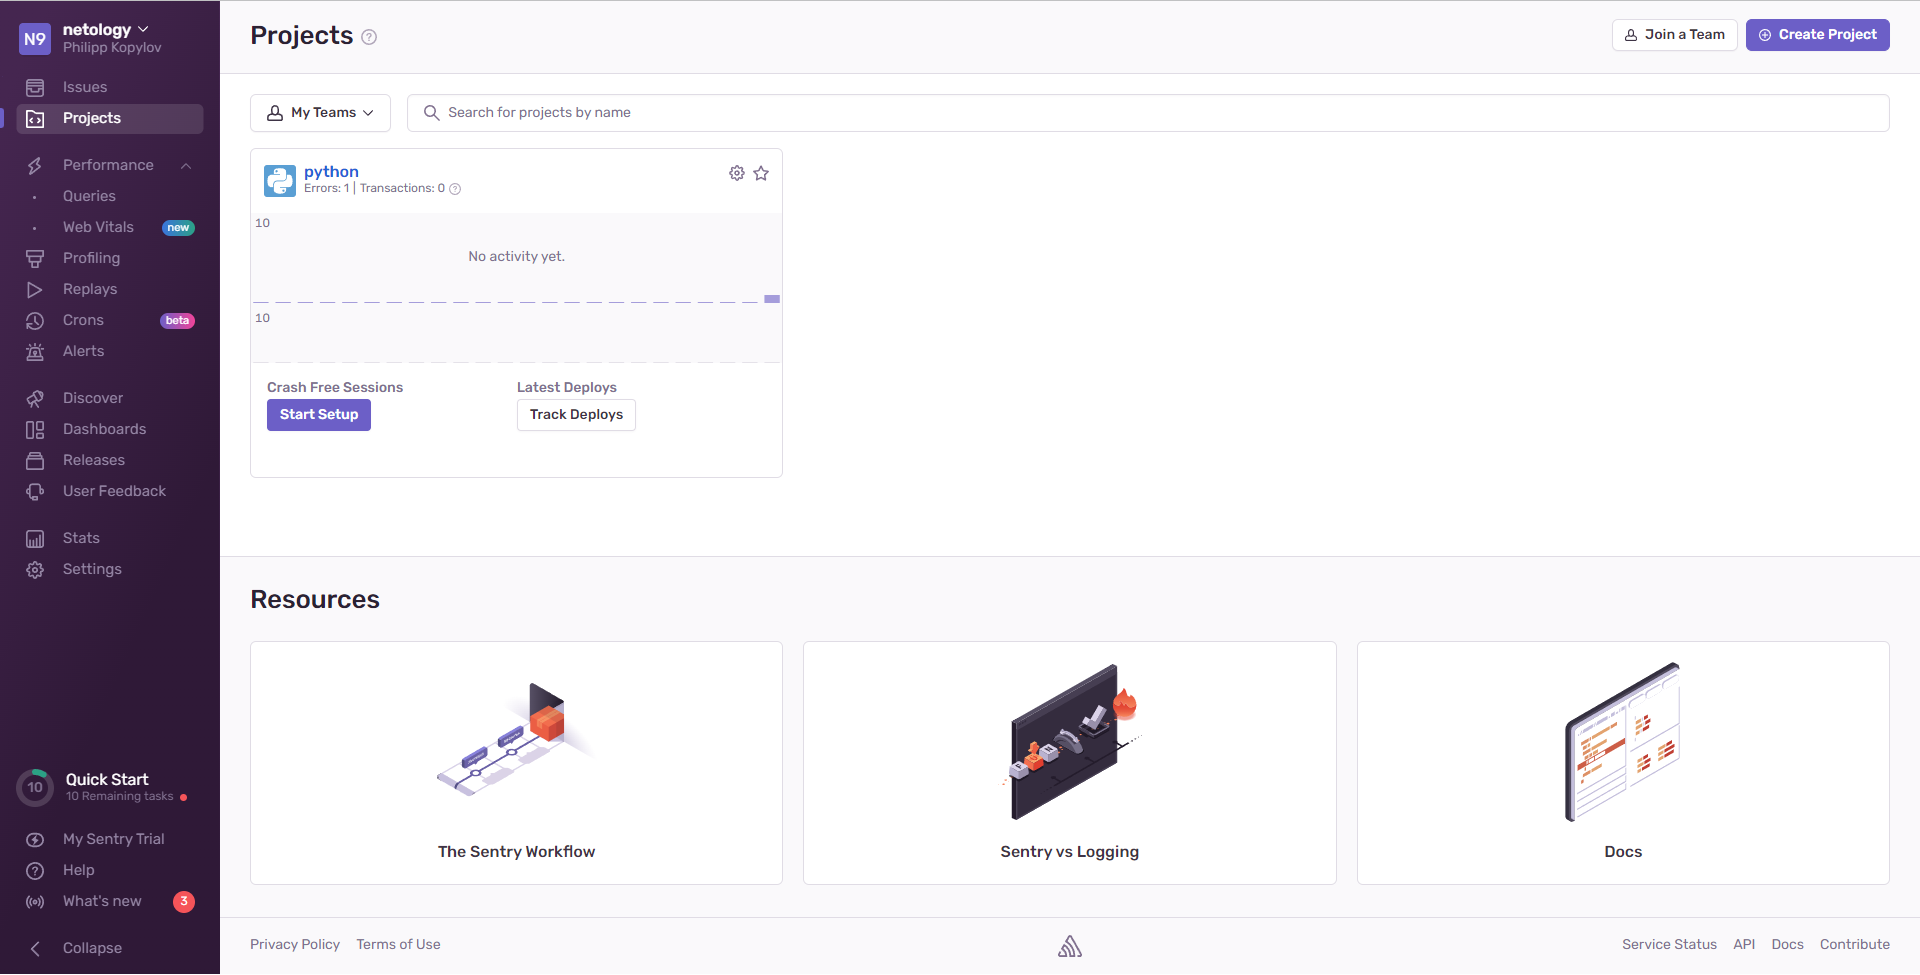 N9
netology
Philipp Kopylov
Issues
Projects
Performance
Queries
Web Vitals new
Profiling
Replays
Crons beta
Alerts
Discover
Dashboards
Releases
User Feedback
Stats
Settings
10
Quick Start
10 Remaining tasks
My Sentry Trial
Help
What's new 3
Collapse
Projects
Join a Team
Create Project
My Teams
Search for projects by name
python
Errors: 1 | Transactions: 0
10
No activity yet.
10
Crash Free Sessions
Latest Deploys
Start Setup
Track Deploys
Resources
The Sentry Workflow
Sentry vs Logging
Docs
Privacy Policy Terms of Use
Service Status API Docs Contribute